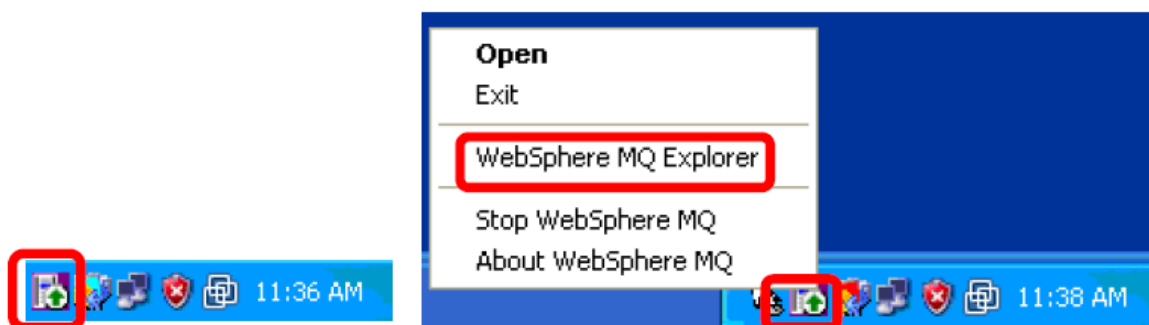 11:36 AM
Open
Exit
WebSphere MQ Explorer
Stop WebSphere MQ
About WebSphere MQ
11:38 AM